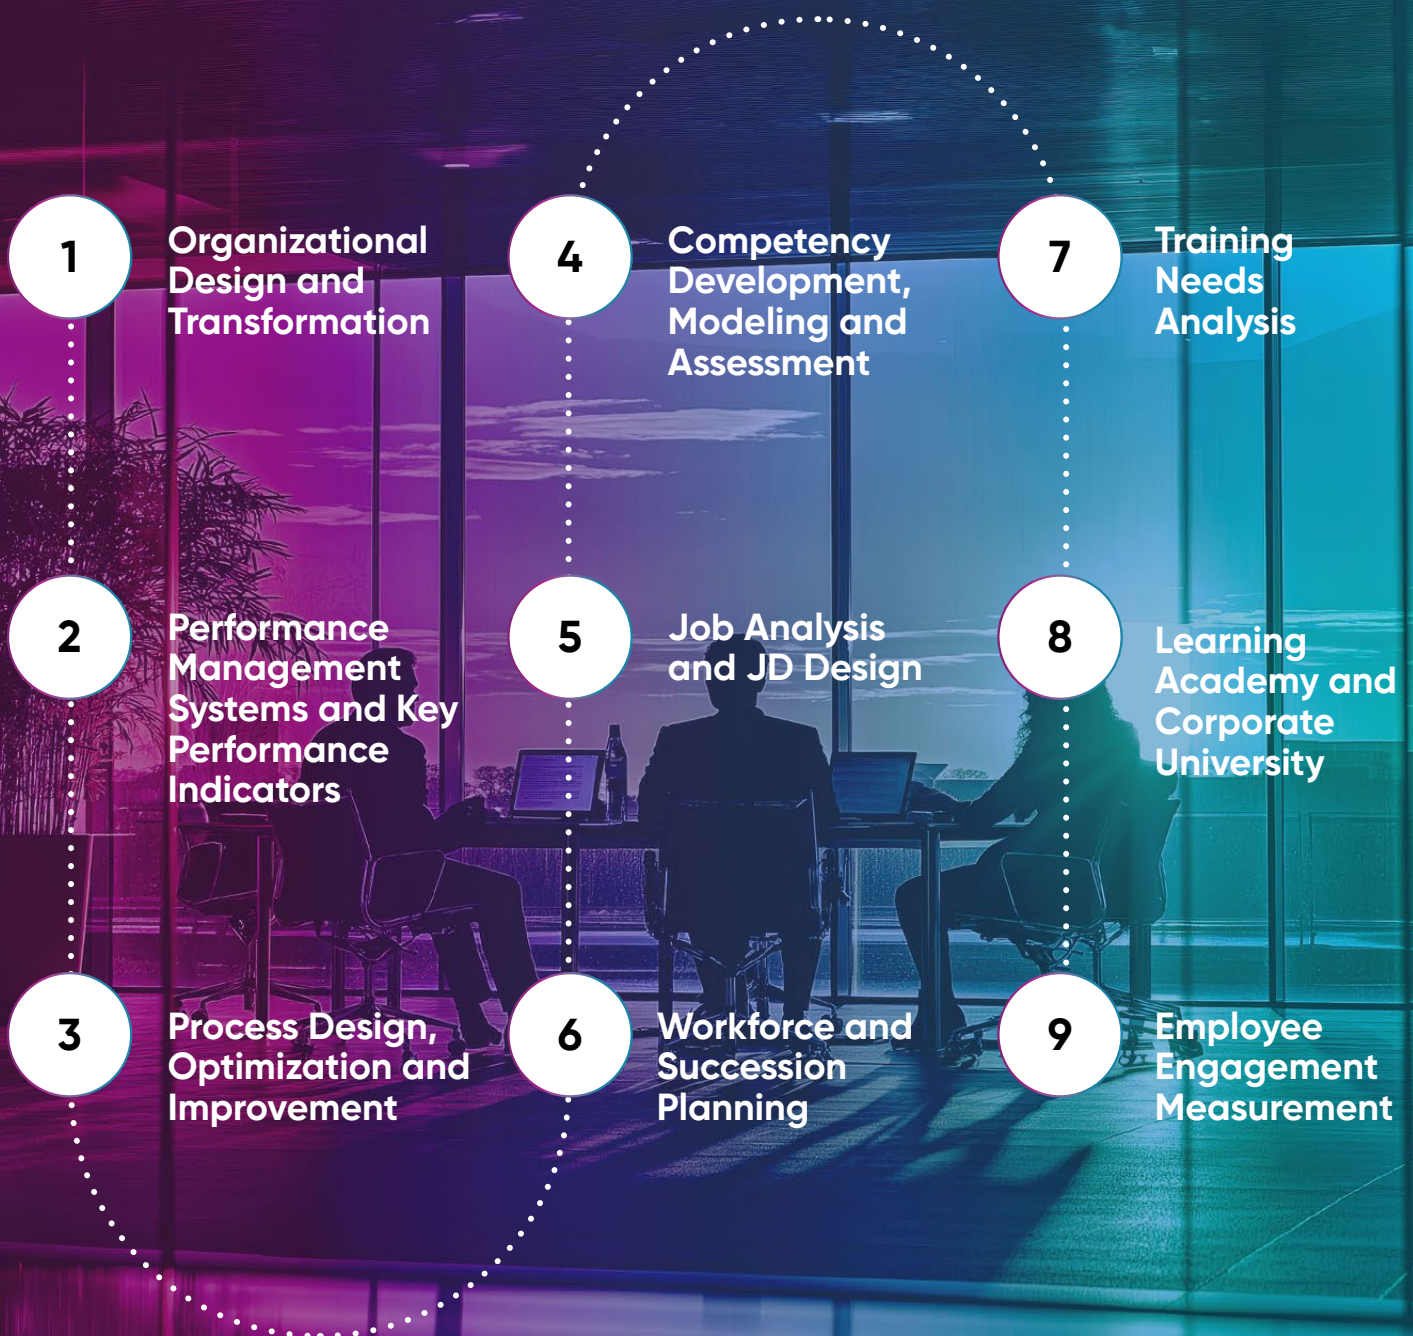 1
Organizational
Design and
Transformation
2
Performance
Management
Systems and Key
Performance
Indicators
3
Process Design,
Optimization and
Improvement
4
Competency
Development,
Modeling and
Assessment
5
Job Analysis
and JD Design
6
Workforce and
Succession
Planning
7
Training
Needs
Analysis
8
Learning
Academy and
Corporate
University
9
Employee
Engagement
Measurement